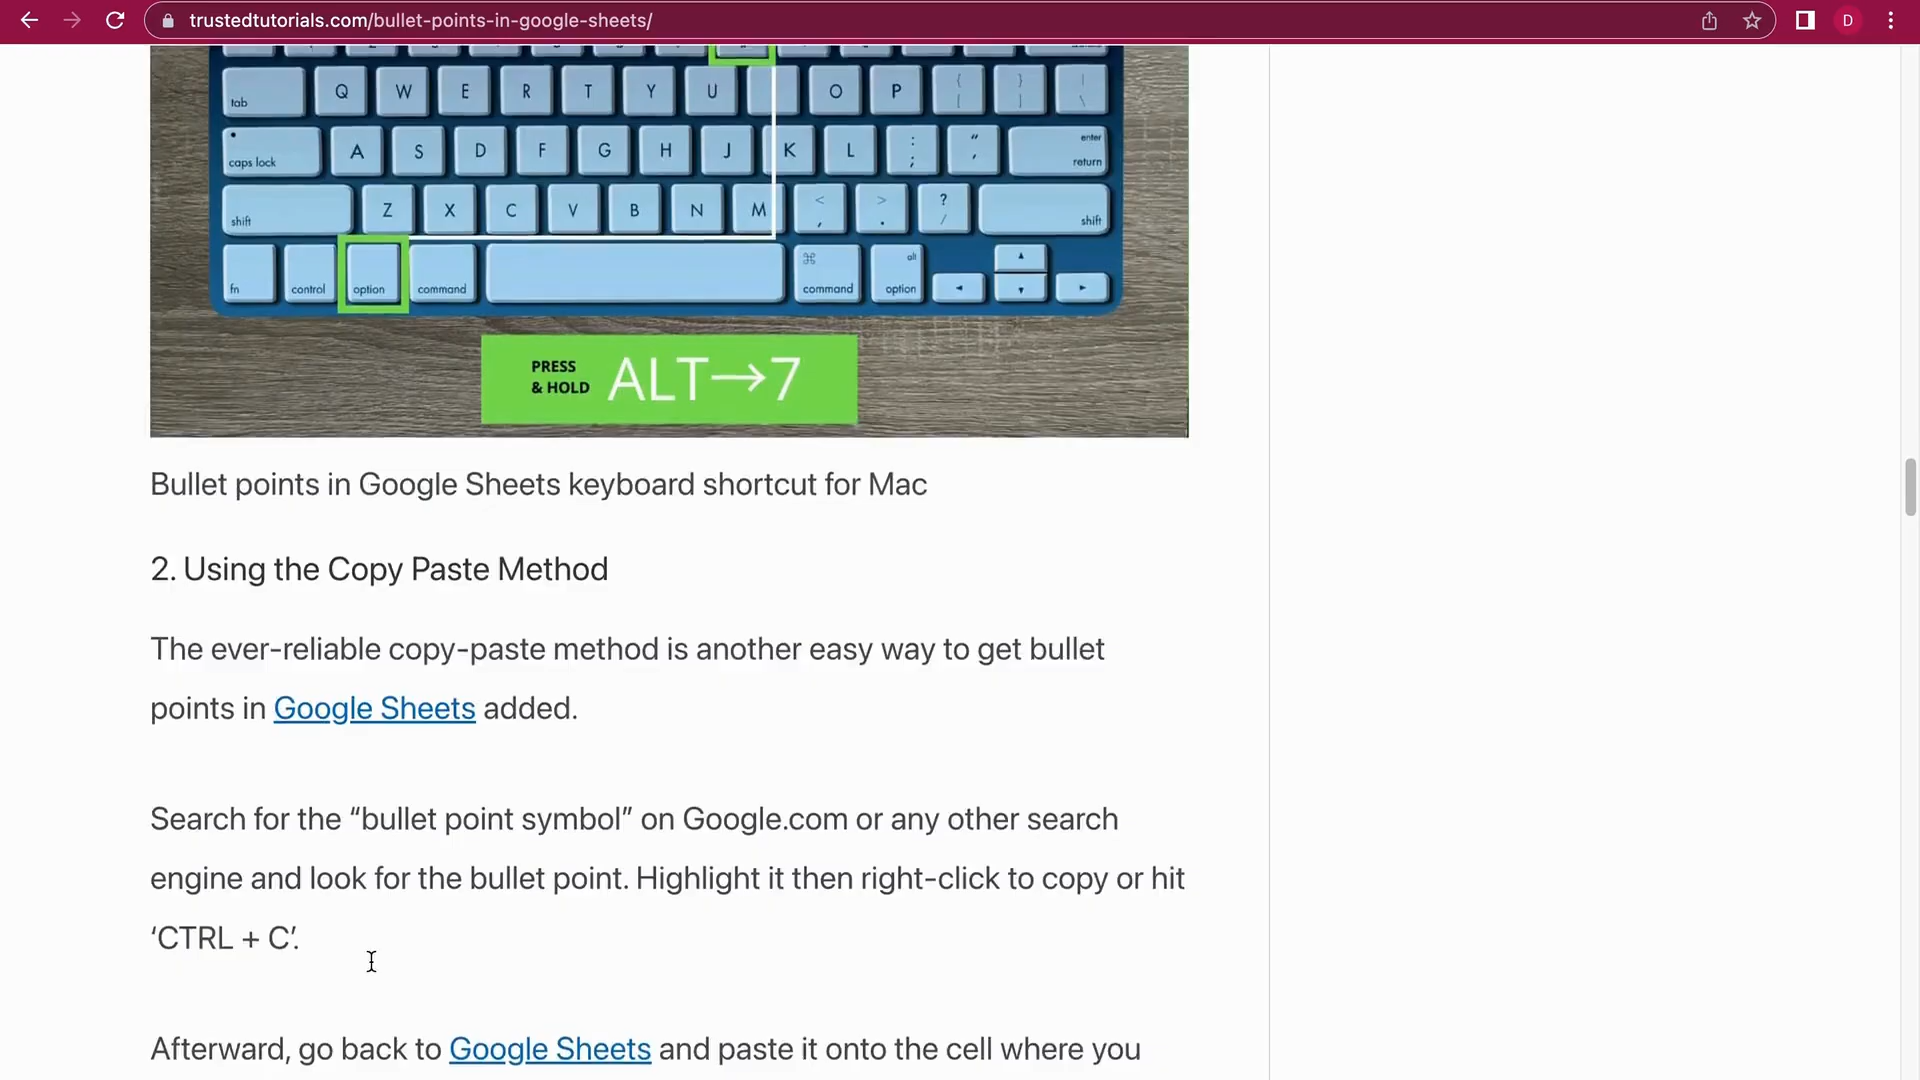 trustedtutorials.com/bullet-points-in-google-sheets/
D
tab Q W E R T Y U O P { [ } ] | \
caps lock A S D F G H J K L : ; “ ‘ enter return
shift Z X C V B N M < , > . ? / shift
fn control option command ⌘ command alt option
PRESS & HOLD ALT→7
Bullet points in Google Sheets keyboard shortcut for Mac
2. Using the Copy Paste Method
The ever-reliable copy-paste method is another easy way to get bullet
points in Google Sheets added.
Search for the “bullet point symbol” on Google.com or any other search
engine and look for the bullet point. Highlight it then right-click to copy or hit
‘CTRL + C’.
Afterward, go back to Google Sheets and paste it onto the cell where you